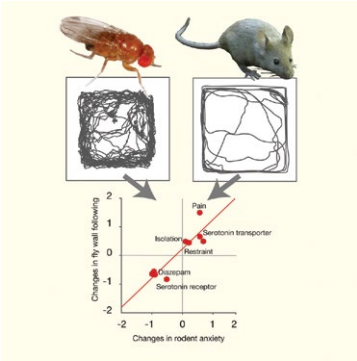 Changes in fly wall following
2
1
0
-1
-2
Pain
Serotonin transporter
Isolation
Restraint
Diazepam
Serotonin receptor
-2
-1
0
1
2
Changes in rodent anxiety